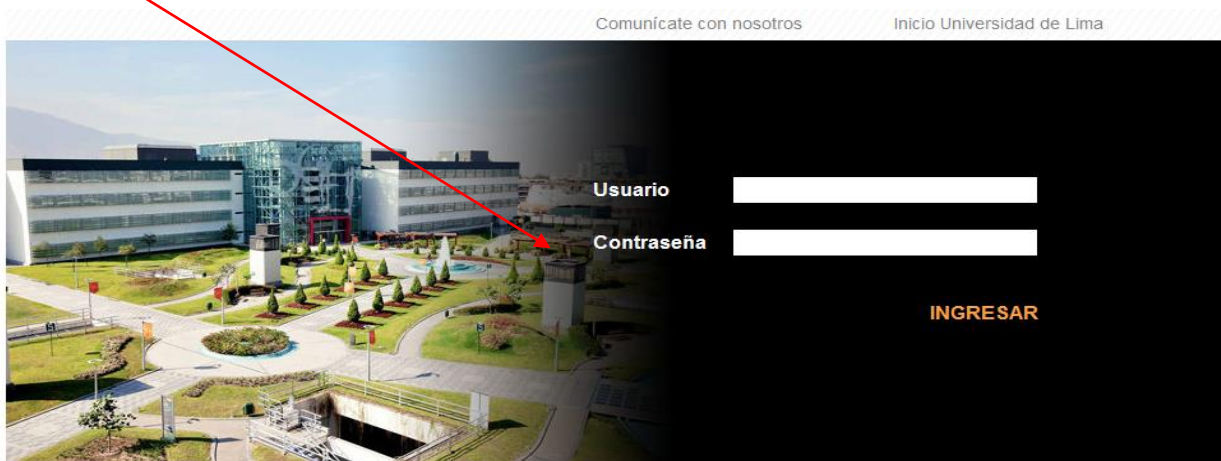 Comunícate con nosotros Inicio Universidad de Lima
Usuario
Contraseña
INGRESAR